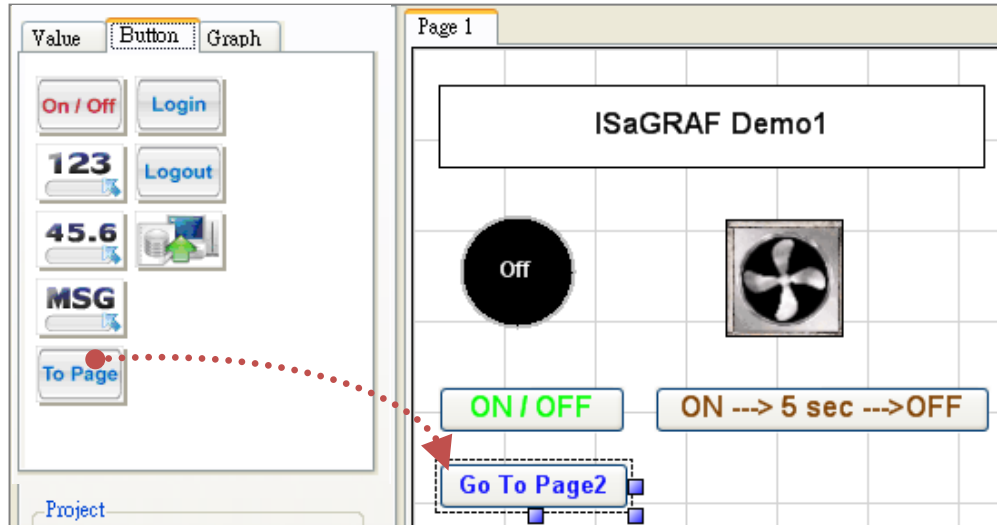 Value Button Graph
On / Off Login
123 Logout
45.6
MSG
To Page
Project
Page 1
ISaGRAF Demo1
Off
ON / OFF ON ---> 5 sec --->OFF
Go To Page2